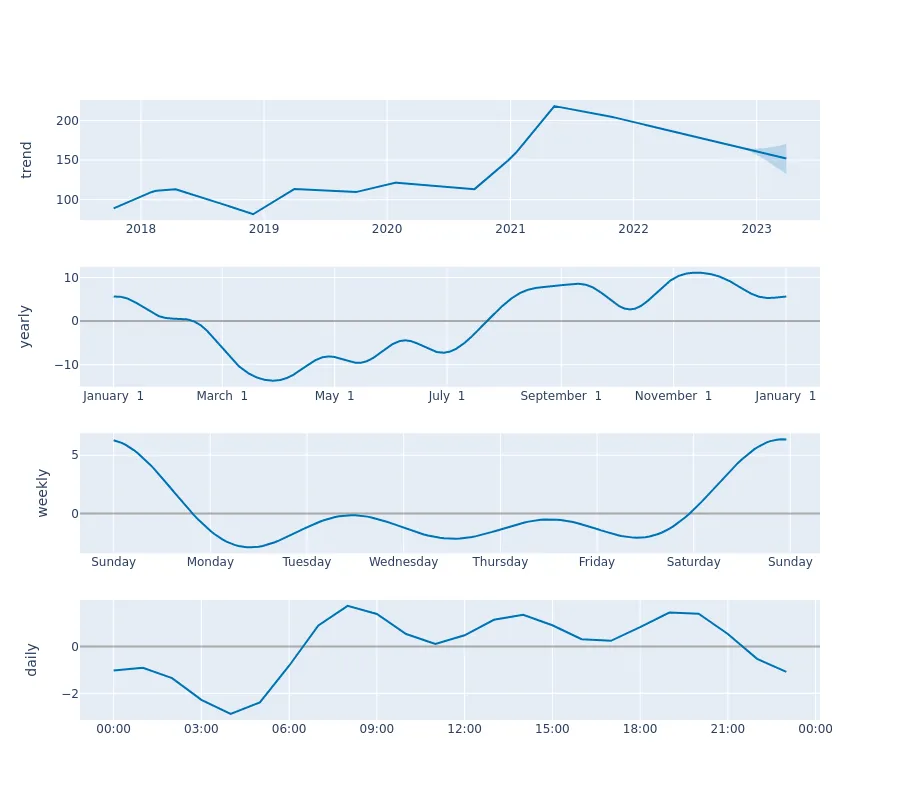 trend
200
150
100
2018 2019 2020 2021 2022 2023
yearly
10
0
−10
January 1 March 1 May 1 July 1 September 1 November 1 January 1
weekly
5
0
Sunday Monday Tuesday Wednesday Thursday Friday Saturday Sunday
daily
0
−2
00:00 03:00 06:00 09:00 12:00 15:00 18:00 21:00 00:00